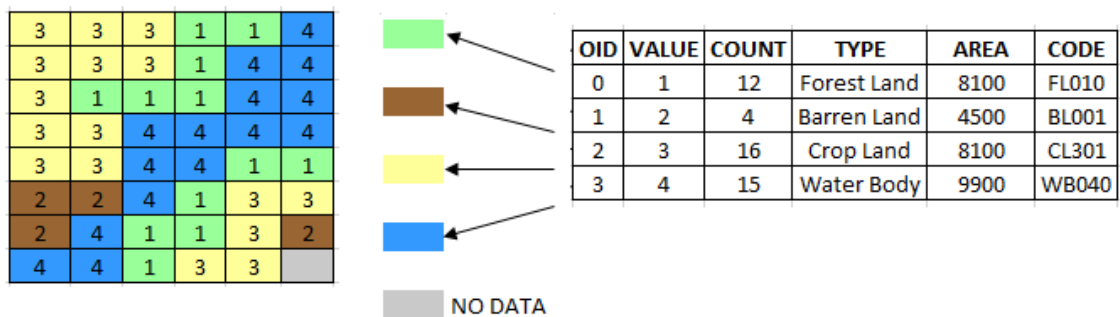 3 3 3 1 1 4
3 3 3 1 4 4
3 1 1 1 4 4
3 3 4 4 4 4
3 3 4 4 1 1
2 2 4 1 3 3
2 4 1 1 3 2
4 4 1 3 3
NO DATA
OID VALUE COUNT TYPE AREA CODE
0 1 12 Forest Land 8100 FL010
1 2 4 Barren Land 4500 BL001
2 3 16 Crop Land 8100 CL301
3 4 15 Water Body 9900 WB040